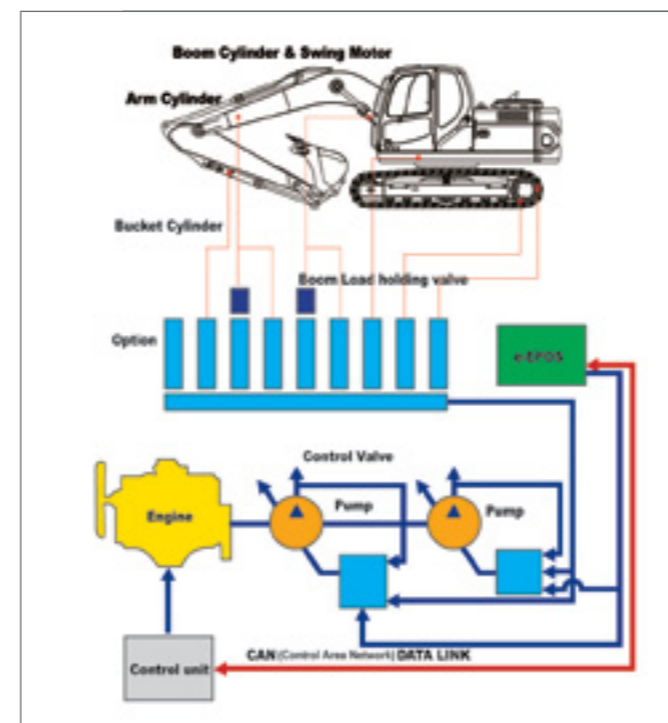 Boom Cylinder & Swing Motor
Arm Cylinder
Bucket Cylinder
Boom Load holding valve
Option
e-EPOS
Control Valve
Engine
Pump
Pump
CAN (Control Area Network) DATA LINK
Control unit